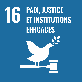 16 PAIX, JUSTICE
ET INSTITUTIONS
EFFICACES